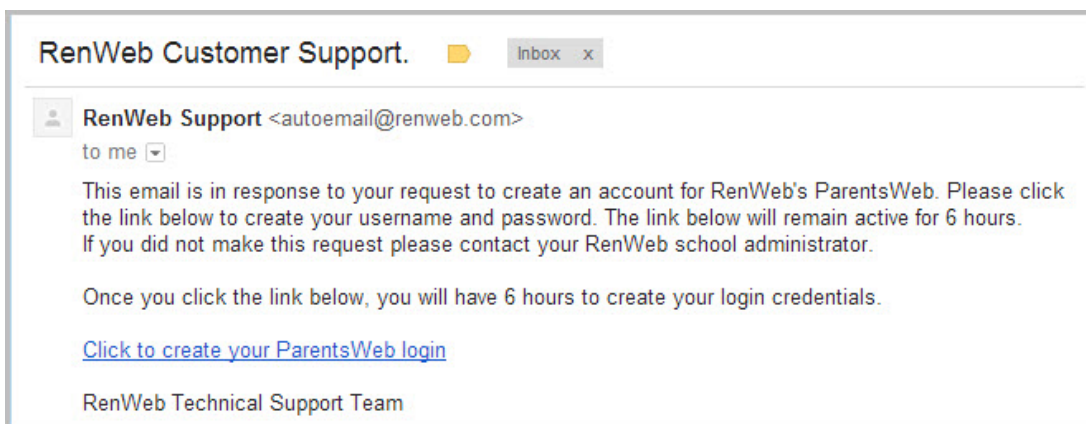 RenWeb Customer Support. Inbox x
RenWeb Support <autoemail@renweb.com>
to me
This email is in response to your request to create an account for RenWeb's ParentsWeb. Please click
the link below to create your username and password. The link below will remain active for 6 hours.
If you did not make this request please contact your RenWeb school administrator.
Once you click the link below, you will have 6 hours to create your login credentials.
Click to create your ParentsWeb login
RenWeb Technical Support Team